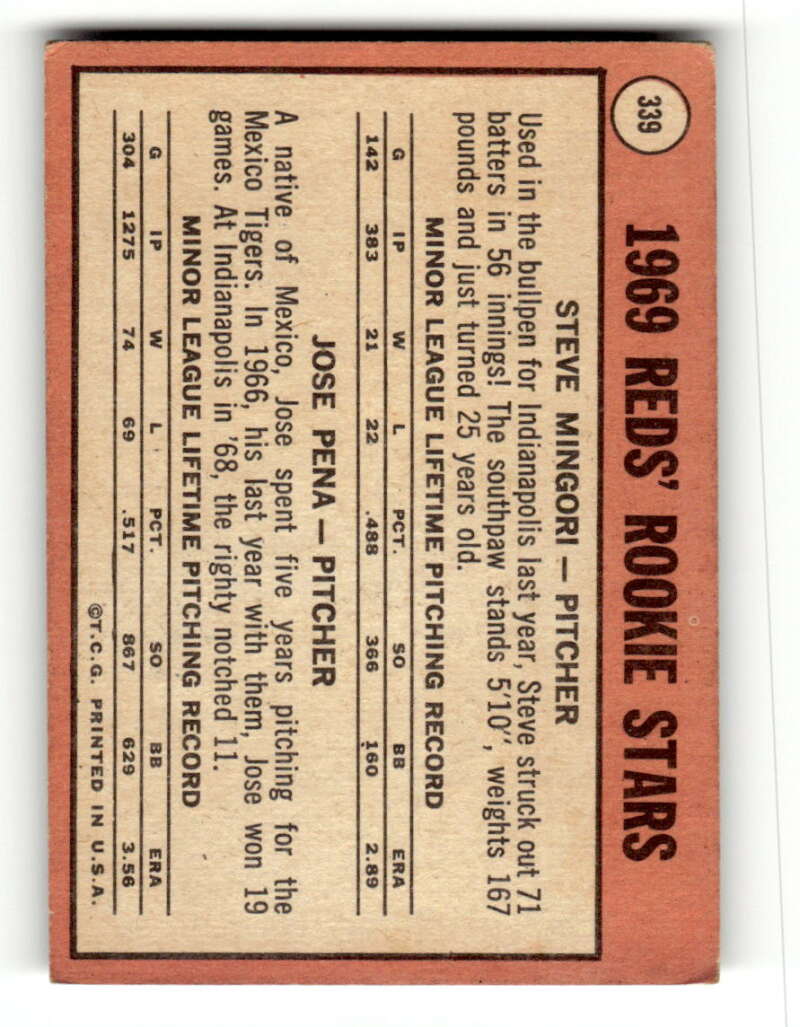 339
1969 REDS' ROOKIE STARS
STEVE MINGORI — PITCHER
Used in the bullpen for Indianapolis last year, Steve struck out 71
batters in 56 innings! The southpaw stands 5'10'', weights 167
pounds and just turned 25 years old.
MINOR LEAGUE LIFETIME PITCHING RECORD
G IP W L PCT. SO BB ERA
142 383 21 22 .488 366 160 2.89
JOSE PENA — PITCHER
A native of Mexico, Jose spent five years pitching for the
Mexico Tigers. In 1966, his last year with them, Jose won 19
games. At Indianapolis in '68, the righty notched 11.
MINOR LEAGUE LIFETIME PITCHING RECORD
G IP W L PCT. SO BB ERA
304 1275 74 69 .517 867 629 3.56
©T.C.G. PRINTED IN U.S.A.